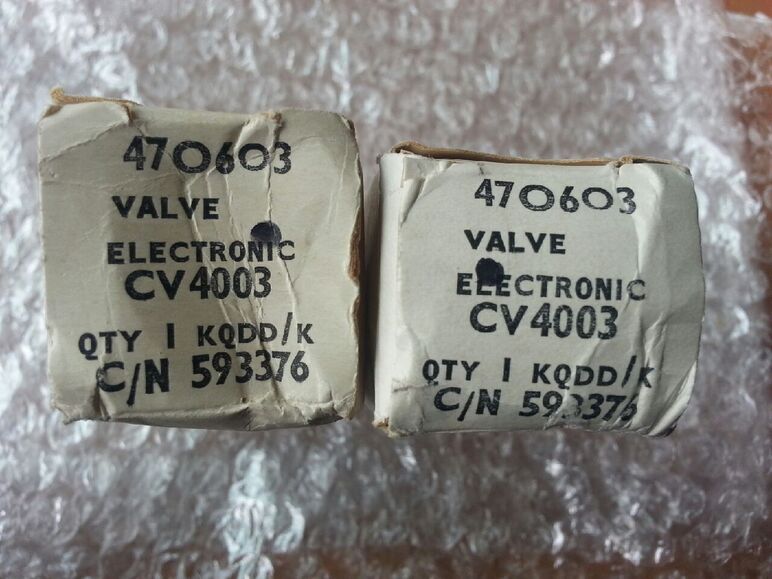 470603
VALVE
ELECTRONIC
CV4003
QTY 1 KQDD/K
C/N 593376
470603
VALVE
ELECTRONIC
CV4003
QTY 1 KQDD/K
C/N 593376